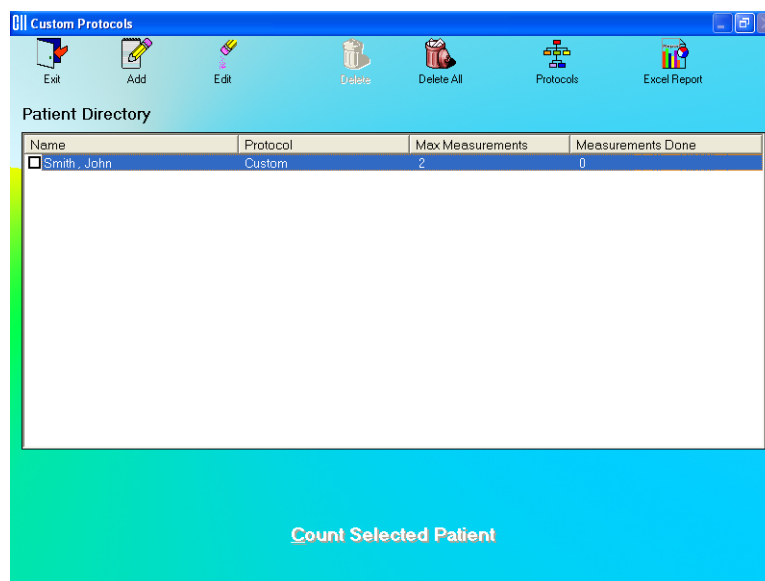 Custom Protocols
Exit Add Edit Delete Delete All Protocols Excel Report
Patient Directory
Name Protocol Max Measurements Measurements Done
Smith , John Custom 2 0
Count Selected Patient